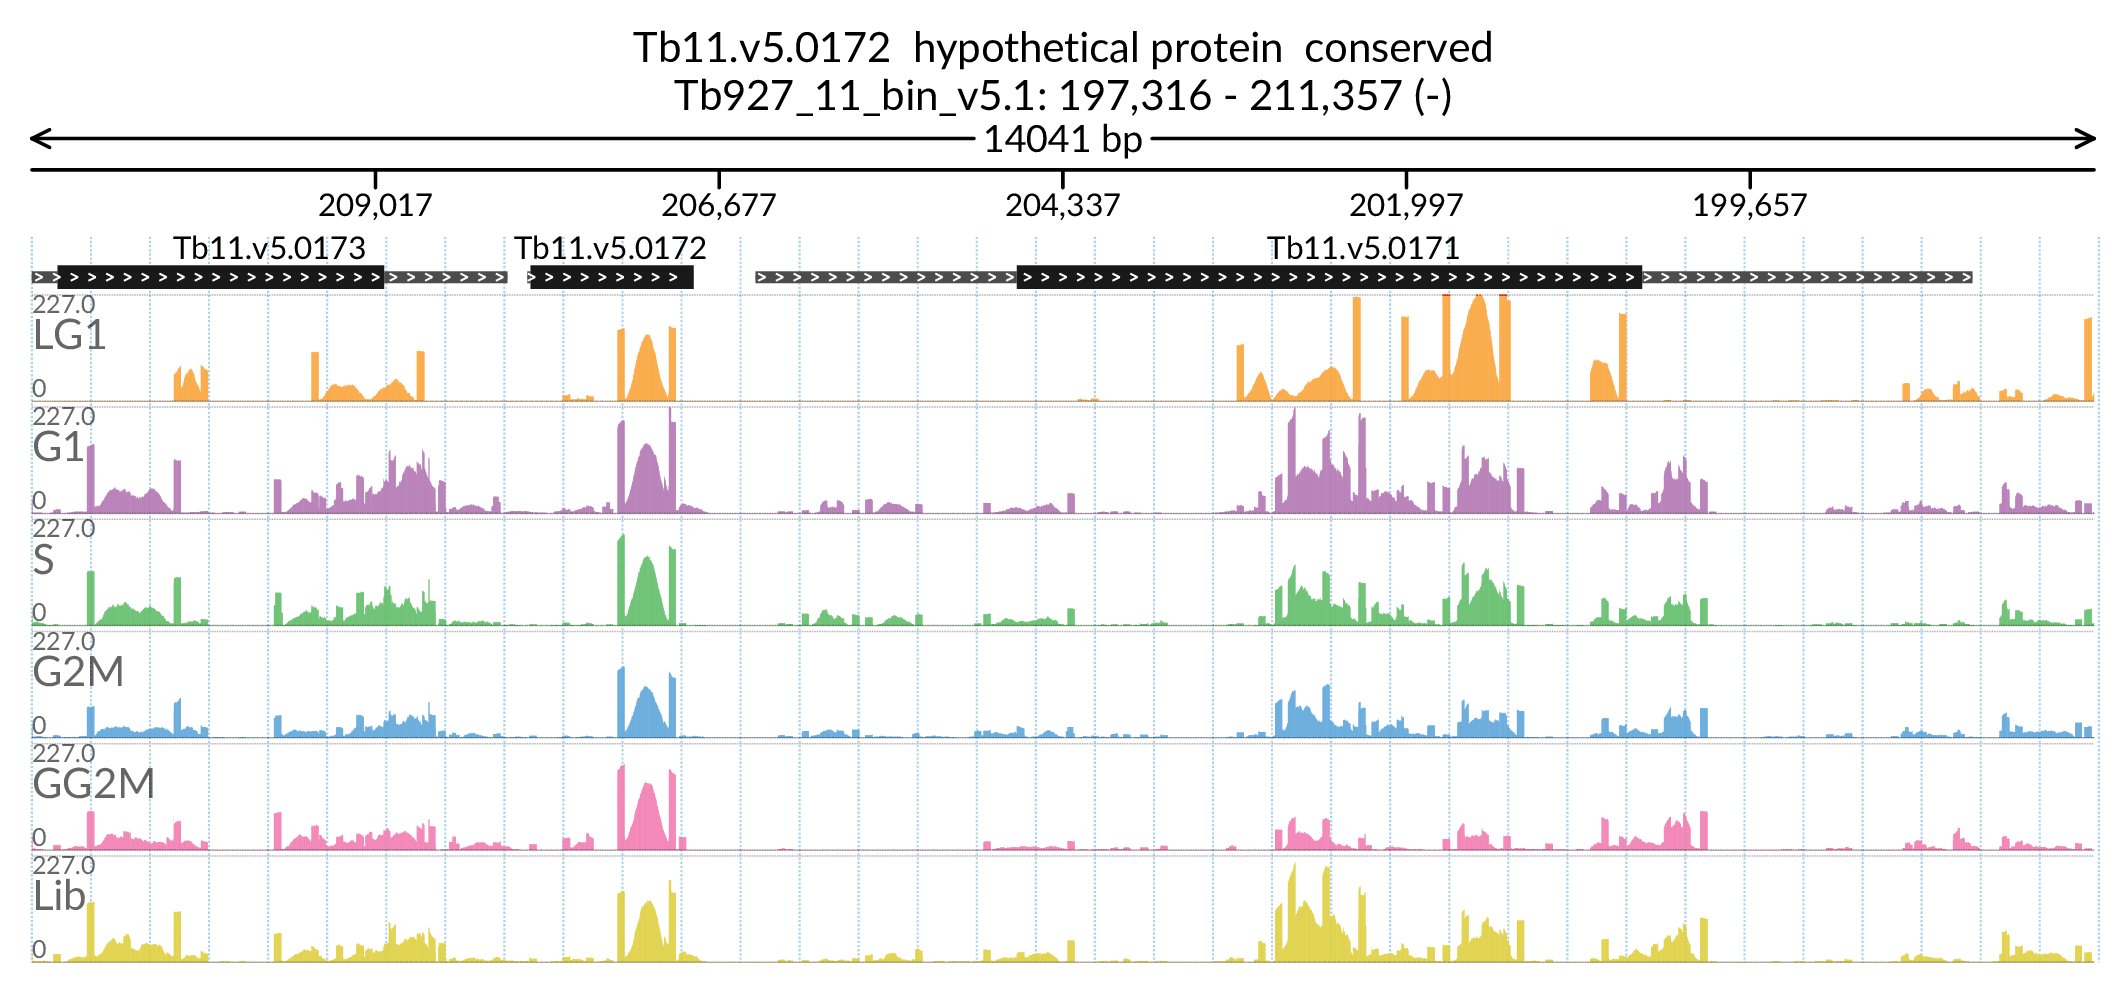 Tb11.v5.0172  hypothetical protein  conserved
Tb927_11_bin_v5.1: 197,316 - 211,357 (-)
14041 bp
209,017 206,677 204,337 201,997 199,657
Tb11.v5.0173 Tb11.v5.0172 Tb11.v5.0171
227.0
LG1
0
227.0
G1
0
227.0
S
0
227.0
G2M
0
227.0
GG2M
0
227.0
Lib
0